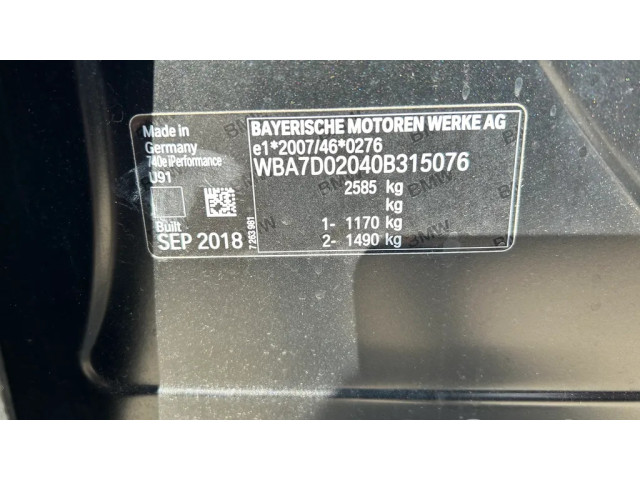 Made in
Germany
740e iPerformance
U91
Built
SEP 2018
7263981
BAYERISCHE MOTOREN WERKE AG
e1*2007/46*0276
WBA7D02040B315076
2585 kg
kg
1- 1170 kg
2- 1490 kg